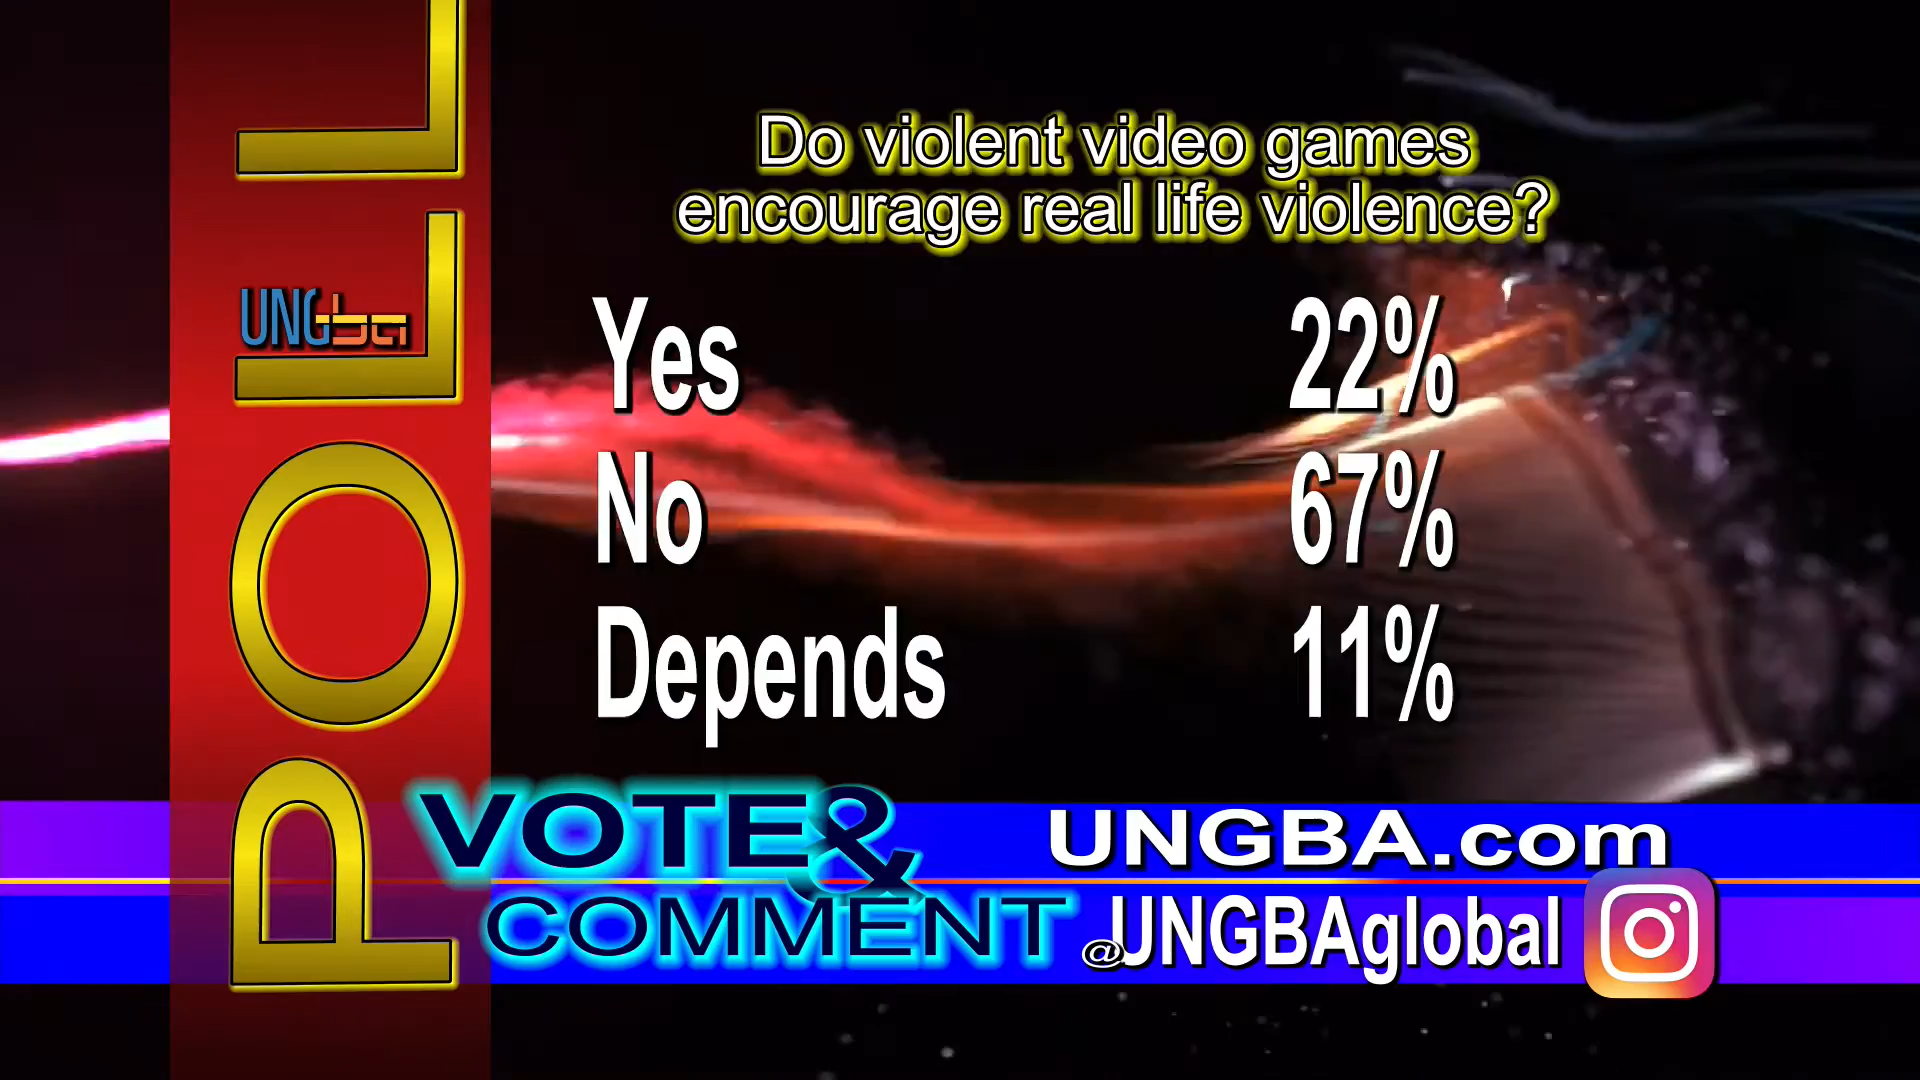 POLL
UNGba
Do violent video games
encourage real life violence?
Yes 22%
No 67%
Depends 11%
VOTE &
COMMENT
UNGBA.com
@UNGBAglobal